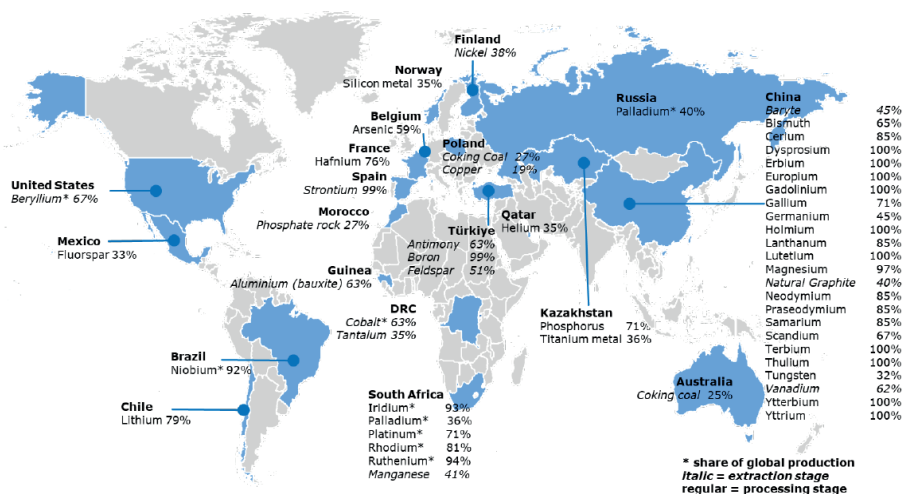 Finland
Nickel 38%
Norway
Silicon metal 35%
Belgium
Arsenic 59%
France
Hafnium 76%
Spain
Strontium 99%
Morocco
Phosphate rock 27%
Poland
Coking Coal 27%
Copper 19%
Russia
Palladium* 40%
United States
Beryllium* 67%
Mexico
Fluorspar 33%
Guinea
Aluminium (bauxite) 63%
Türkiye
Antimony 63%
Boron 99%
Feldspar 51%
Qatar
Helium 35%
DRC
Cobalt* 63%
Tantalum 35%
Kazakhstan
Phosphorus 71%
Titanium metal 36%
Brazil
Niobium* 92%
Chile
Lithium 79%
South Africa
Iridium* 93%
Palladium* 36%
Platinum* 71%
Rhodium* 81%
Ruthenium* 94%
Manganese 41%
Australia
Coking coal 25%
China
Baryte 45%
Bismuth 65%
Cerium 85%
Dysprosium 100%
Erbium 100%
Europium 100%
Gadolinium 100%
Gallium 71%
Germanium 45%
Holmium 100%
Lanthanum 85%
Lutetium 100%
Magnesium 97%
Natural Graphite 40%
Neodymium 85%
Praseodymium 85%
Samarium 85%
Scandium 67%
Terbium 100%
Thulium 100%
Tungsten 32%
Vanadium 62%
Ytterbium 100%
Yttrium 100%
* share of global production
italic = extraction stage
regular = processing stage